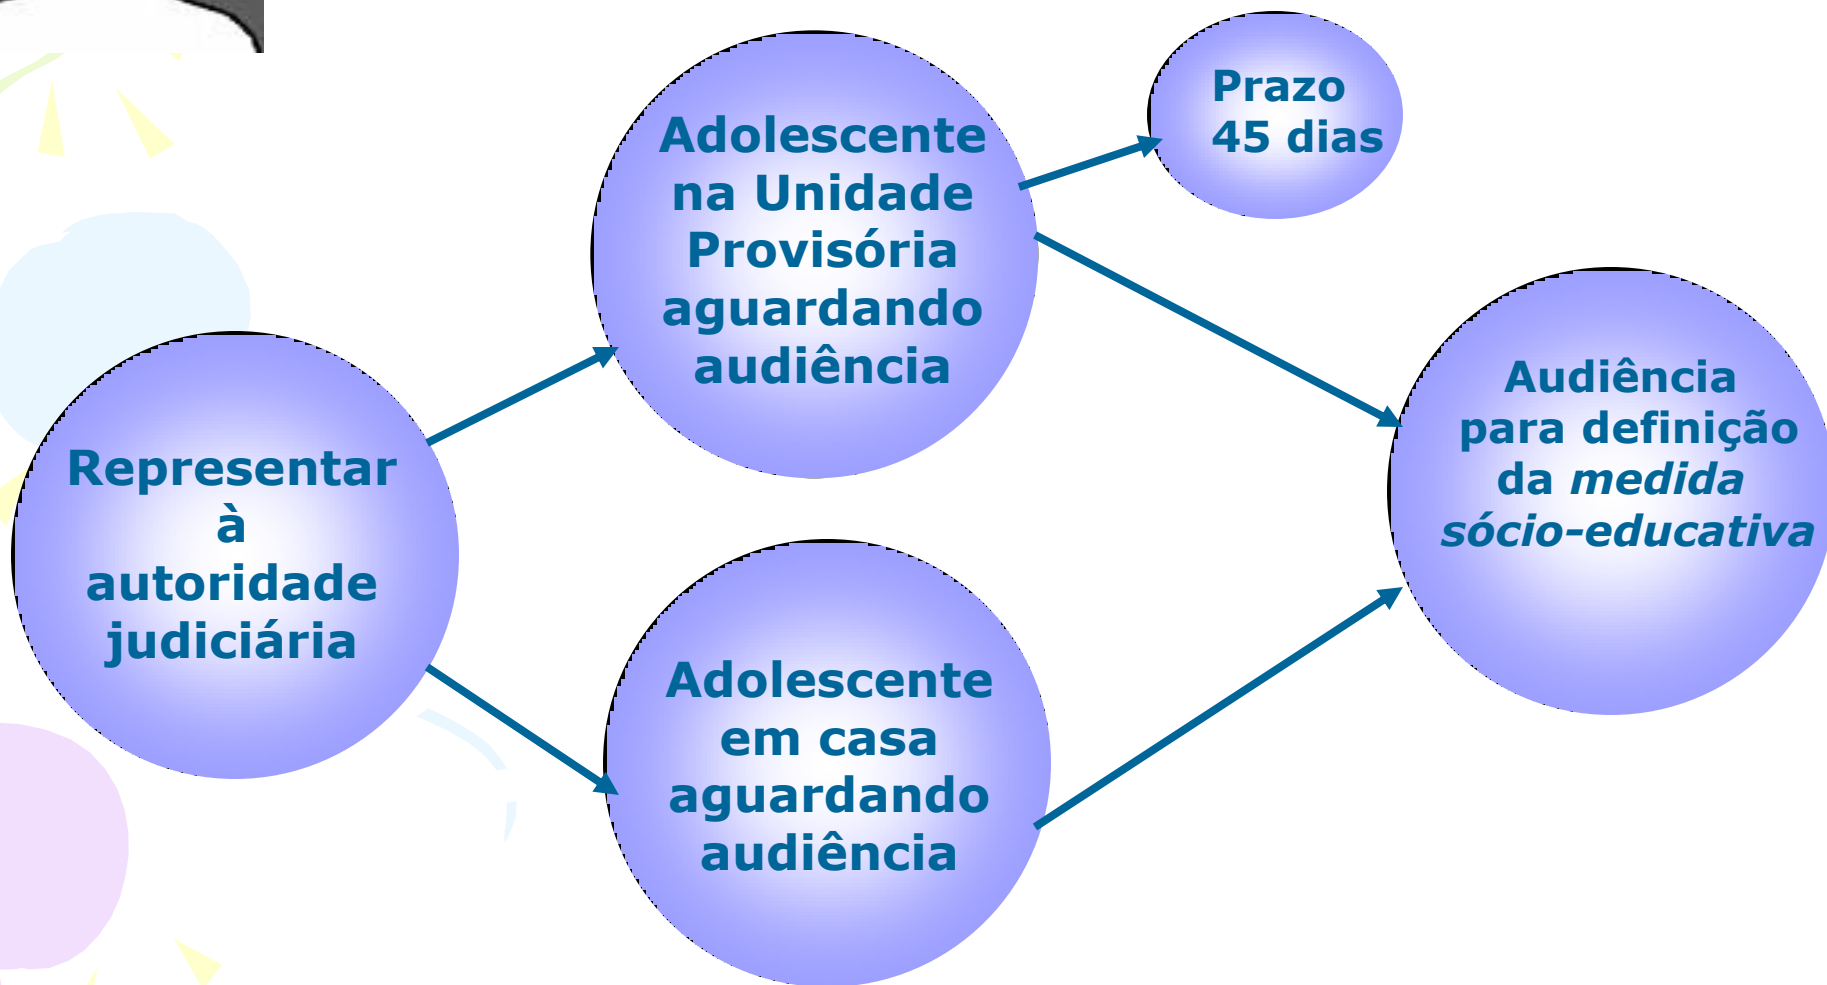 Representar
à
autoridade
judiciária
Adolescente
na Unidade
Provisória
aguardando
audiência
Prazo
45 dias
Adolescente
em casa
aguardando
audiência
Audiência
para definição
da medida
sócio-educativa